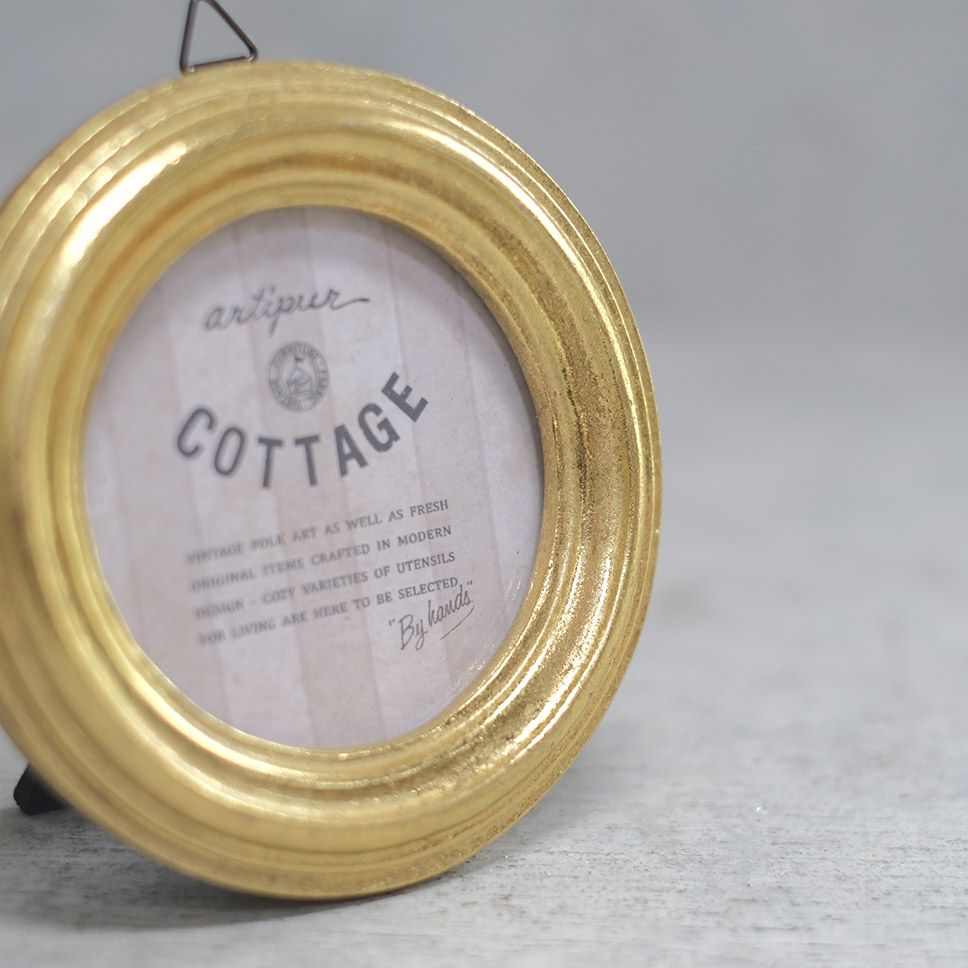 artipur
FURNITURE
COTTAGE
VINTAGE FOLK ART AS WELL AS FRESH
ORIGINAL ITEMS CRAFTED IN MODERN
DESIGN - COZY VARIETIES OF UTENSILS
FOR LIVING ARE HERE TO BE SELECTED
"By hands"